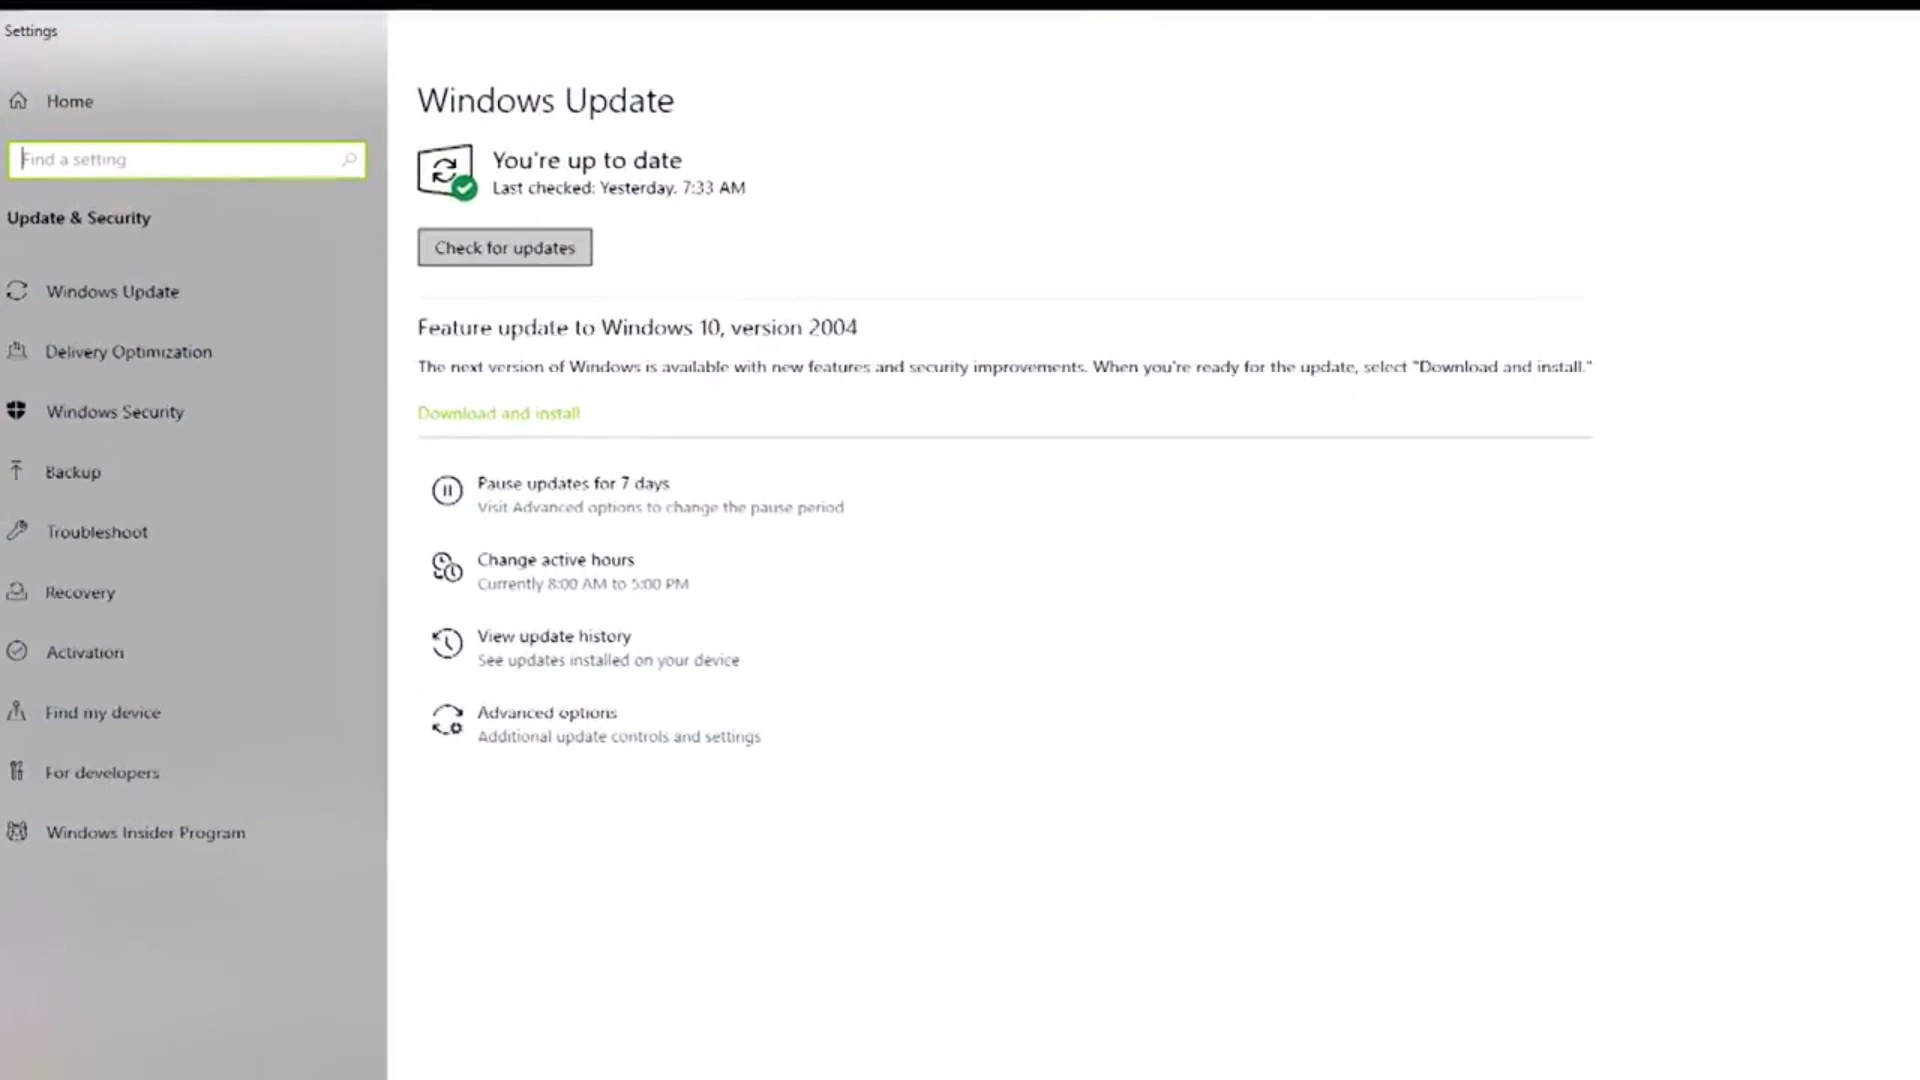 Settings
Home
Find a setting
Update & Security
Windows Update
Delivery Optimization
Windows Security
Backup
Troubleshoot
Recovery
Activation
Find my device
For developers
Windows Insider Program
Windows Update
You're up to date
Last checked: Yesterday, 7:33 AM
Check for updates
Feature update to Windows 10, version 2004
The next version of Windows is available with new features and security improvements. When you're ready for the update, select "Download and install."
Download and install
Pause updates for 7 days
Visit Advanced options to change the pause period
Change active hours
Currently 8:00 AM to 5:00 PM
View update history
See updates installed on your device
Advanced options
Additional update controls and settings